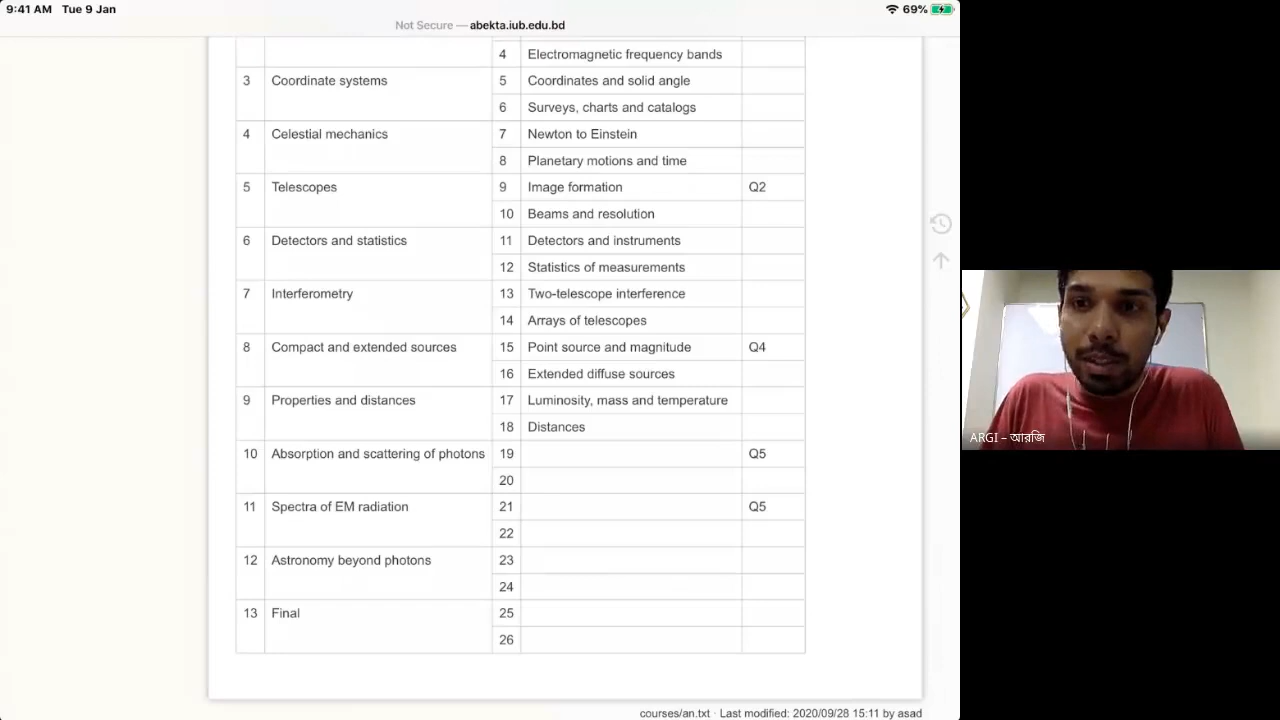 9:41 AM Tue 9 Jan
69%
Not Secure — abekta.iub.edu.bd
4 Electromagnetic frequency bands
3 Coordinate systems 5 Coordinates and solid angle
6 Surveys, charts and catalogs
4 Celestial mechanics 7 Newton to Einstein
8 Planetary motions and time
5 Telescopes 9 Image formation Q2
10 Beams and resolution
6 Detectors and statistics 11 Detectors and instruments
12 Statistics of measurements
7 Interferometry 13 Two-telescope interference
14 Arrays of telescopes
8 Compact and extended sources 15 Point source and magnitude Q4
16 Extended diffuse sources
9 Properties and distances 17 Luminosity, mass and temperature
18 Distances
10 Absorption and scattering of photons 19 Q5
20
11 Spectra of EM radiation 21 Q5
22
12 Astronomy beyond photons 23
24
13 Final 25
26
courses/an.txt · Last modified: 2020/09/28 15:11 by asad
ARGI – আরজি